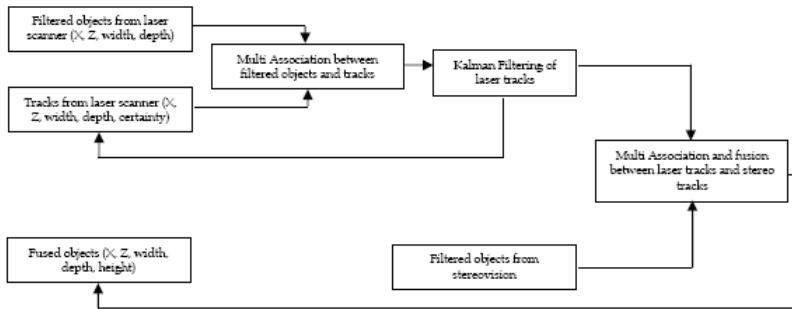 Filtered objects from laser
scanner (X, Z, width, depth)
Multi Association between
filtered objects and tracks
Kalman Filtering of
laser tracks
Tracks from laser scanner (X,
Z, width, depth, certainty)
Multi Association and fusion
between laser tracks and stereo
tracks
Fused objects (X, Z, width,
depth, height)
Filtered objects from
stereovision